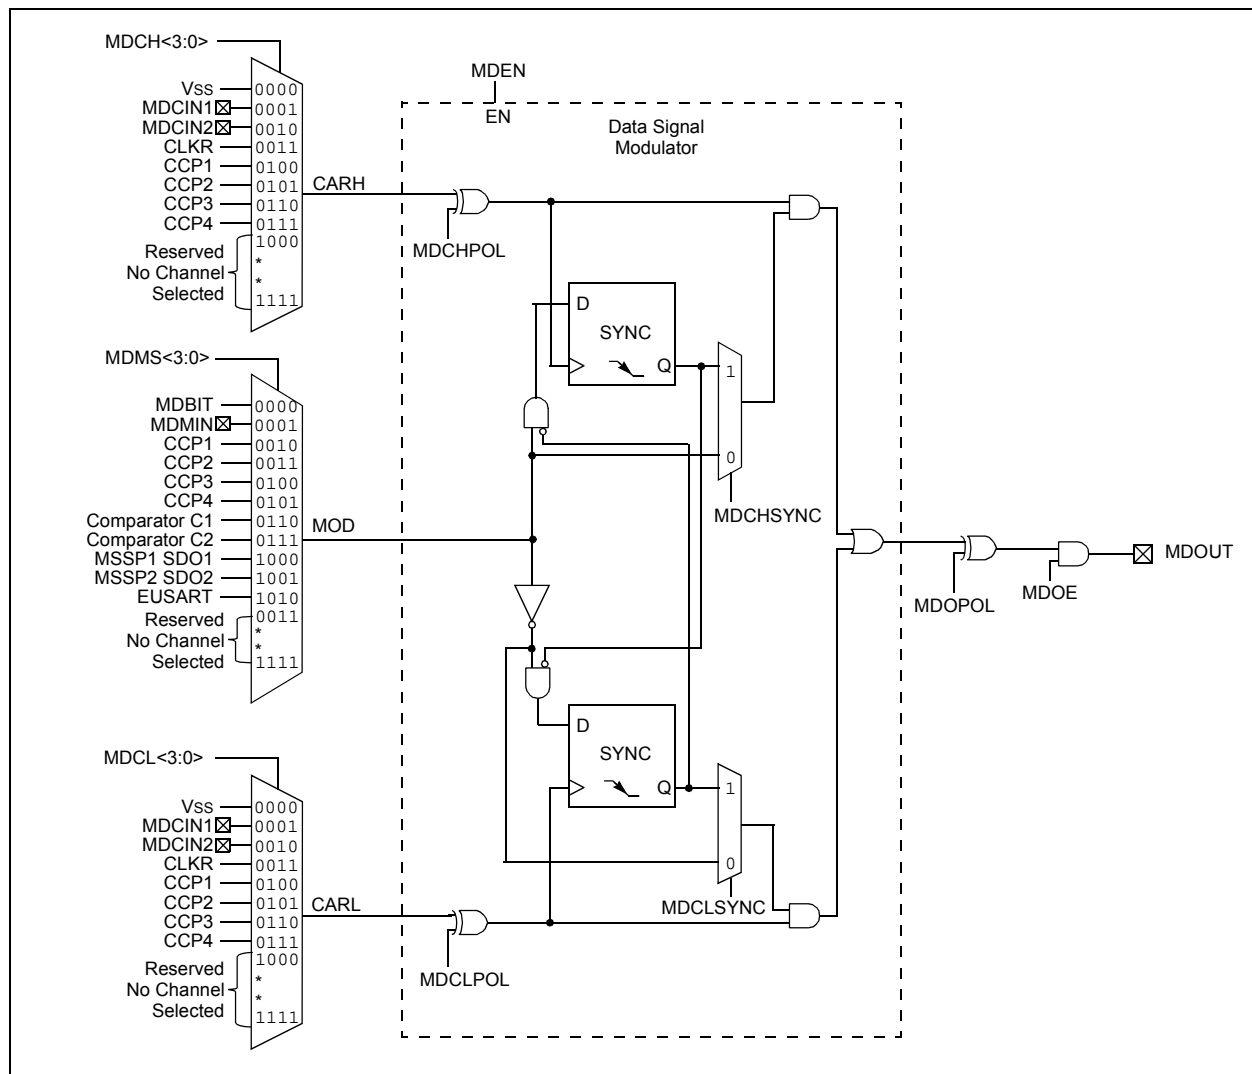 MDCH<3:0>
VSS 0000
MDCIN1 0001
MDCIN2 0010
CLKR 0011
CCP1 0100
CCP2 0101
CCP3 0110
CCP4 0111
1000
Reserved
*
No Channel
*
Selected
1111
CARH
MDEN
EN
Data Signal
Modulator
MDCHPOL
D
SYNC
Q
1
0
MDCHSYNC
MDMS<3:0>
MDBIT 0000
MDMIN 0001
CCP1 0010
CCP2 0011
CCP3 0100
CCP4 0101
Comparator C1 0110
Comparator C2 0111
MSSP1 SDO1 1000
MSSP2 SDO2 1001
EUSART 1010
0011
Reserved
*
No Channel
*
Selected
1111
MOD
MDOPOL
MDOE
MDOUT
D
SYNC
Q
1
0
MDCLSYNC
MDCL<3:0>
VSS 0000
MDCIN1 0001
MDCIN2 0010
CLKR 0011
CCP1 0100
CCP2 0101
CCP3 0110
CCP4 0111
1000
Reserved
*
No Channel
*
Selected
1111
CARL
MDCLPOL